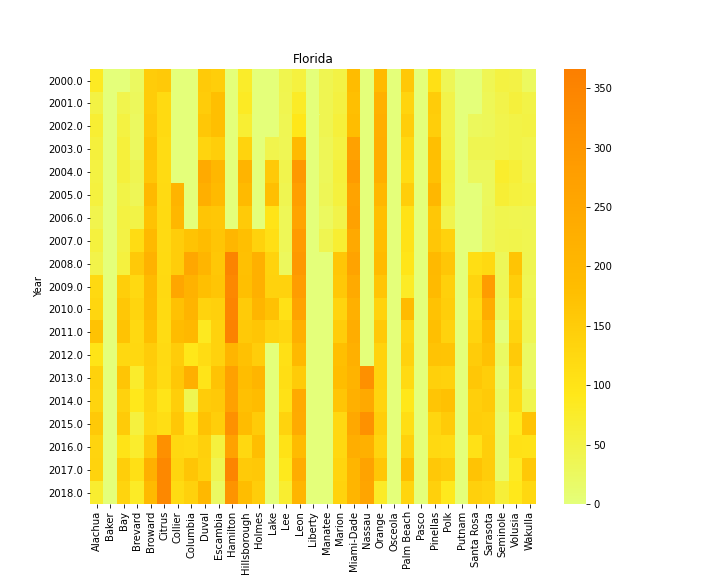 Florida
Year
2000.0
2001.0
2002.0
2003.0
2004.0
2005.0
2006.0
2007.0
2008.0
2009.0
2010.0
2011.0
2012.0
2013.0
2014.0
2015.0
2016.0
2017.0
2018.0
Alachua
Baker
Bay
Brevard
Broward
Citrus
Collier
Columbia
Duval
Escambia
Hamilton
Hillsborough
Holmes
Lake
Lee
Leon
Liberty
Manatee
Marion
Miami-Dade
Nassau
Orange
Osceola
Palm Beach
Pasco
Pinellas
Polk
Putnam
Santa Rosa
Sarasota
Seminole
Volusia
Wakulla
350
300
250
200
150
100
50
0